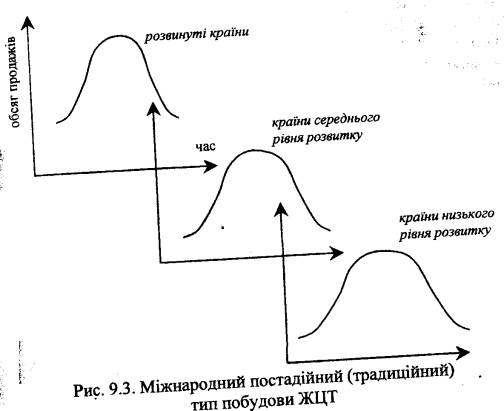 обсяг продажів
розвинуті країни
час
країни середнього
рівня розвитку
країни низького
рівня розвитку
Рис. 9.3. Міжнародний постадійний (традиційний)
тип побудови ЖЦТ